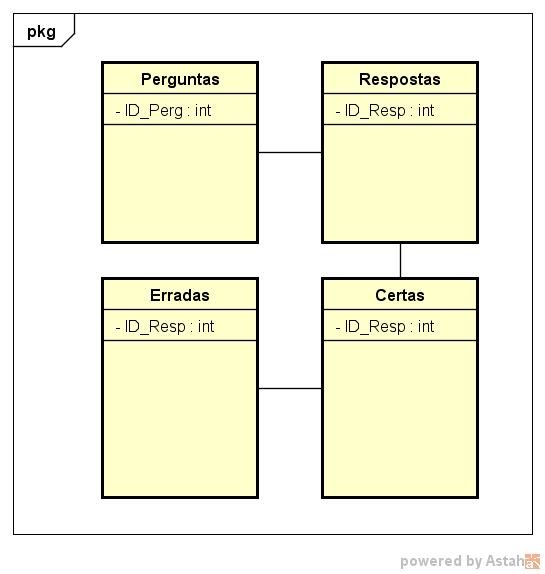 pkg
Perguntas
- ID_Perg : int
Respostas
- ID_Resp : int
Erradas
- ID_Resp : int
Certas
- ID_Resp : int
powered by Astah